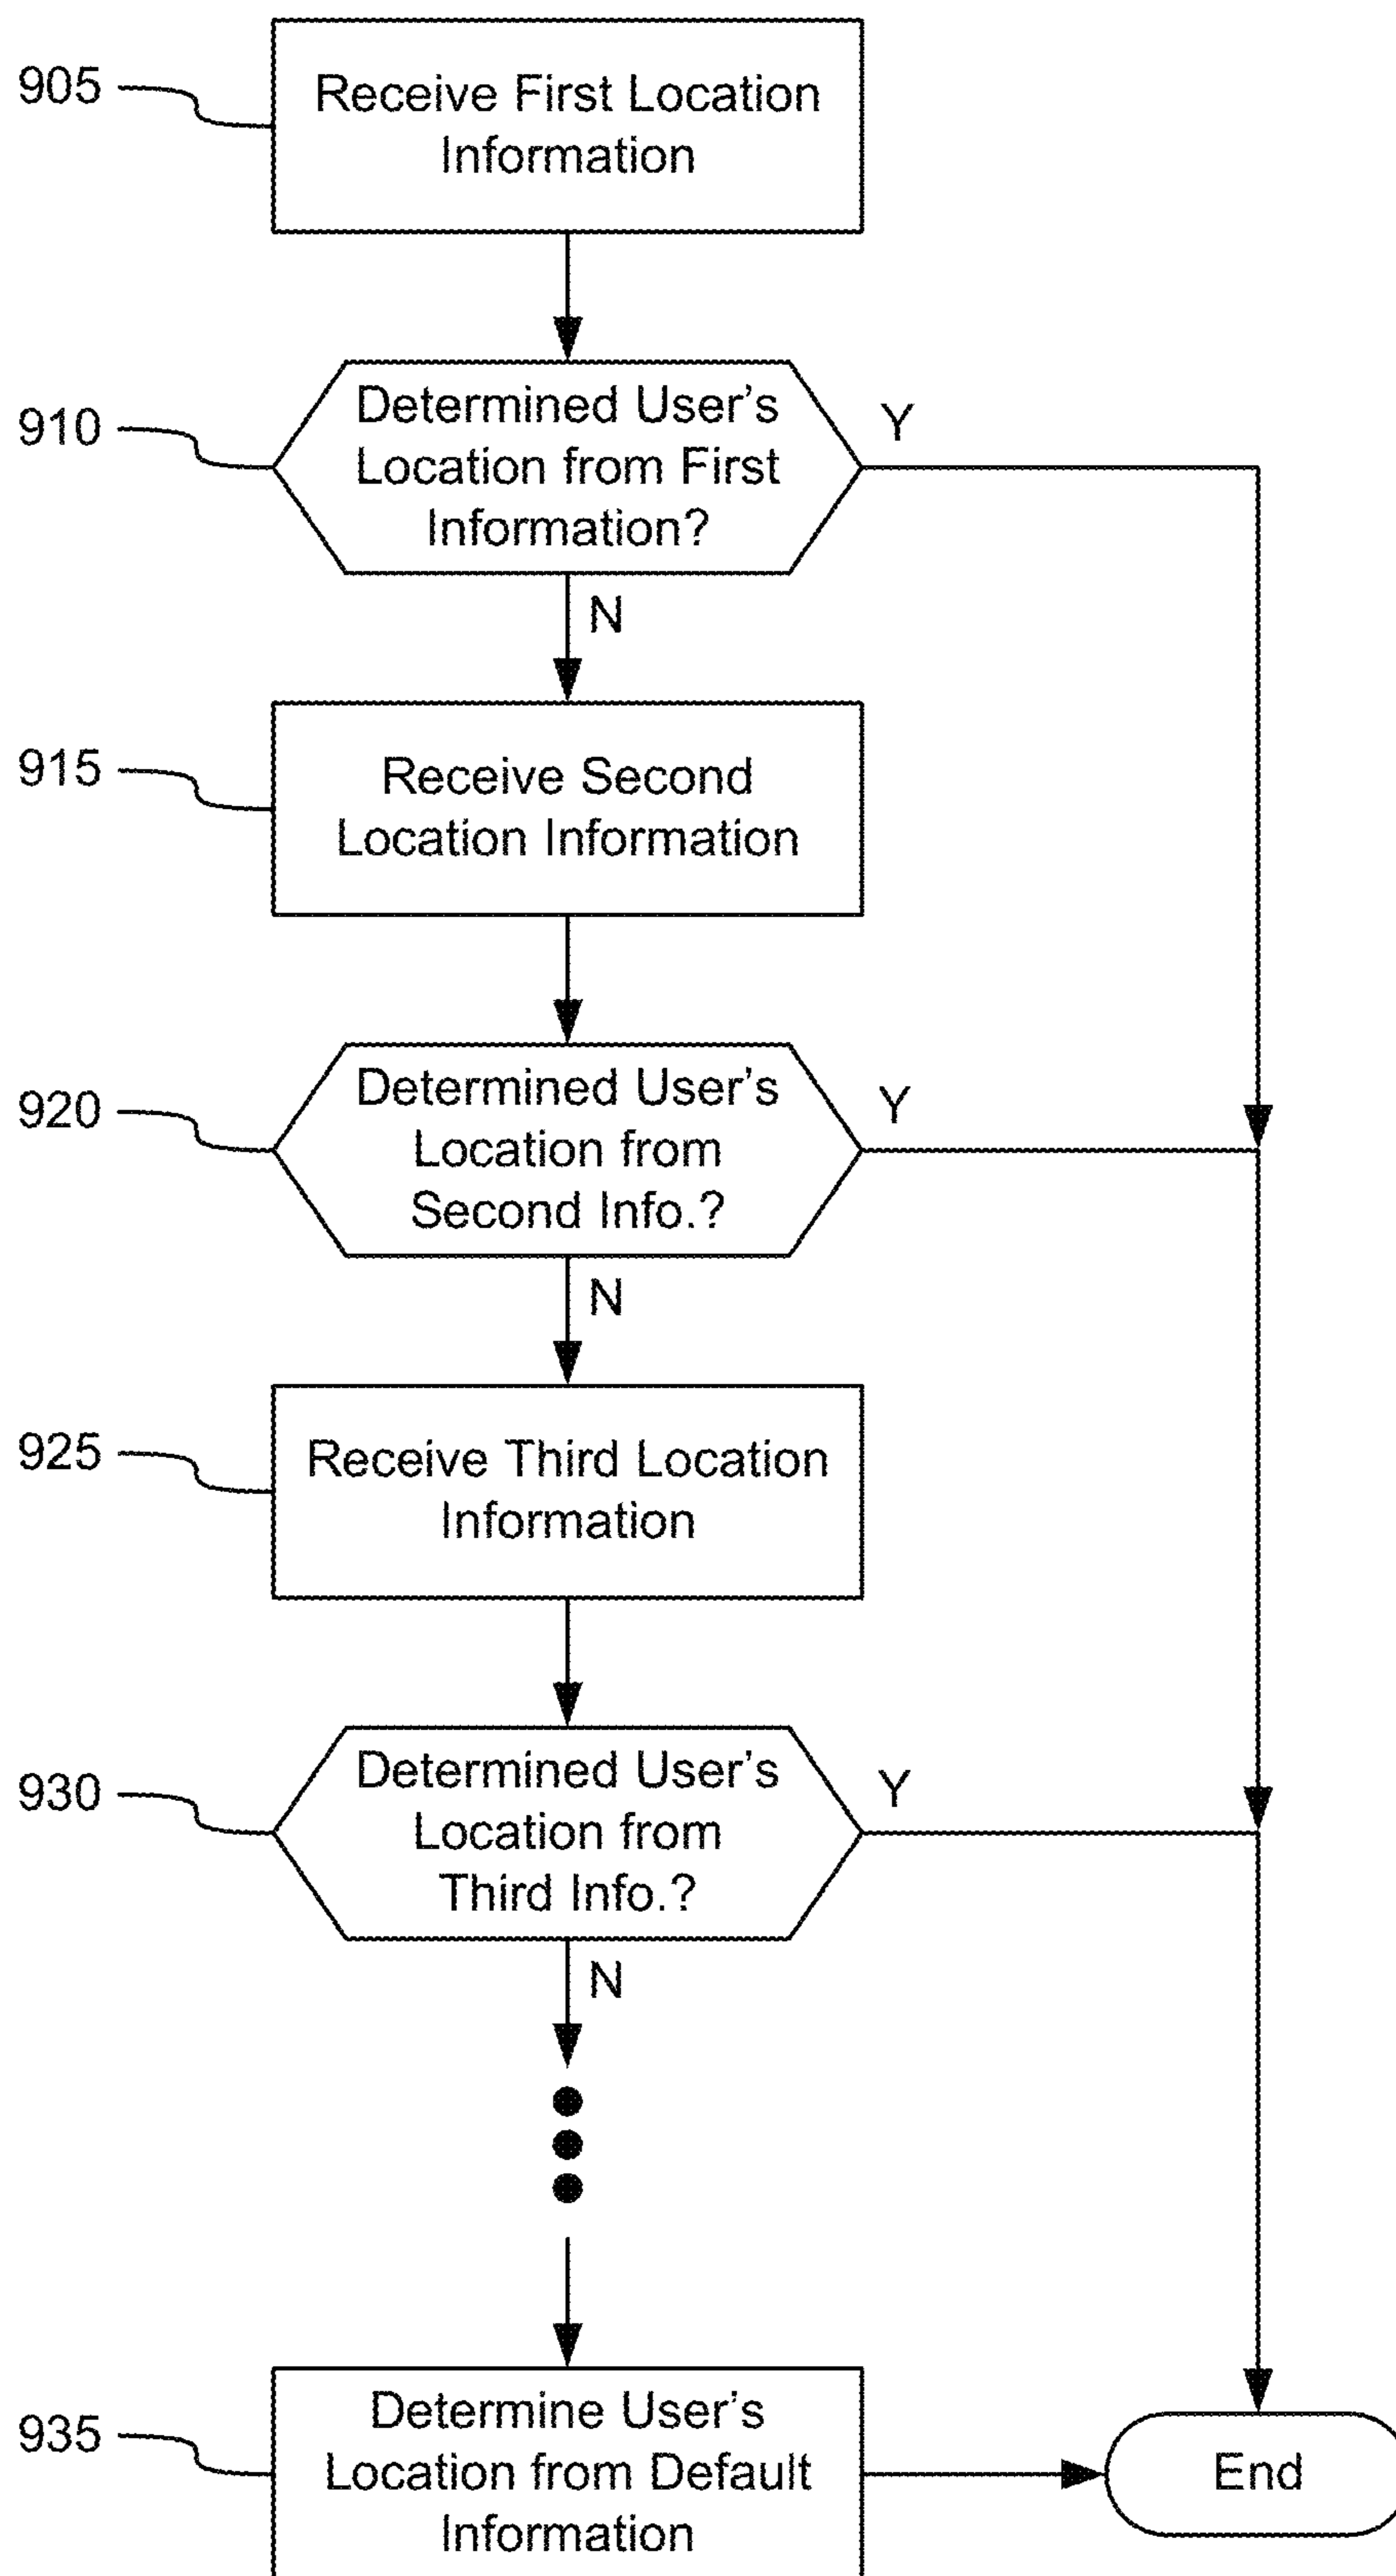 905
Receive First Location
Information
910
Determined User's
Location from First
Information?
Y
N
915
Receive Second
Location Information
920
Determined User's
Location from
Second Info.?
Y
N
925
Receive Third Location
Information
930
Determined User's
Location from
Third Info.?
Y
N
935
Determine User's
Location from Default
Information
End